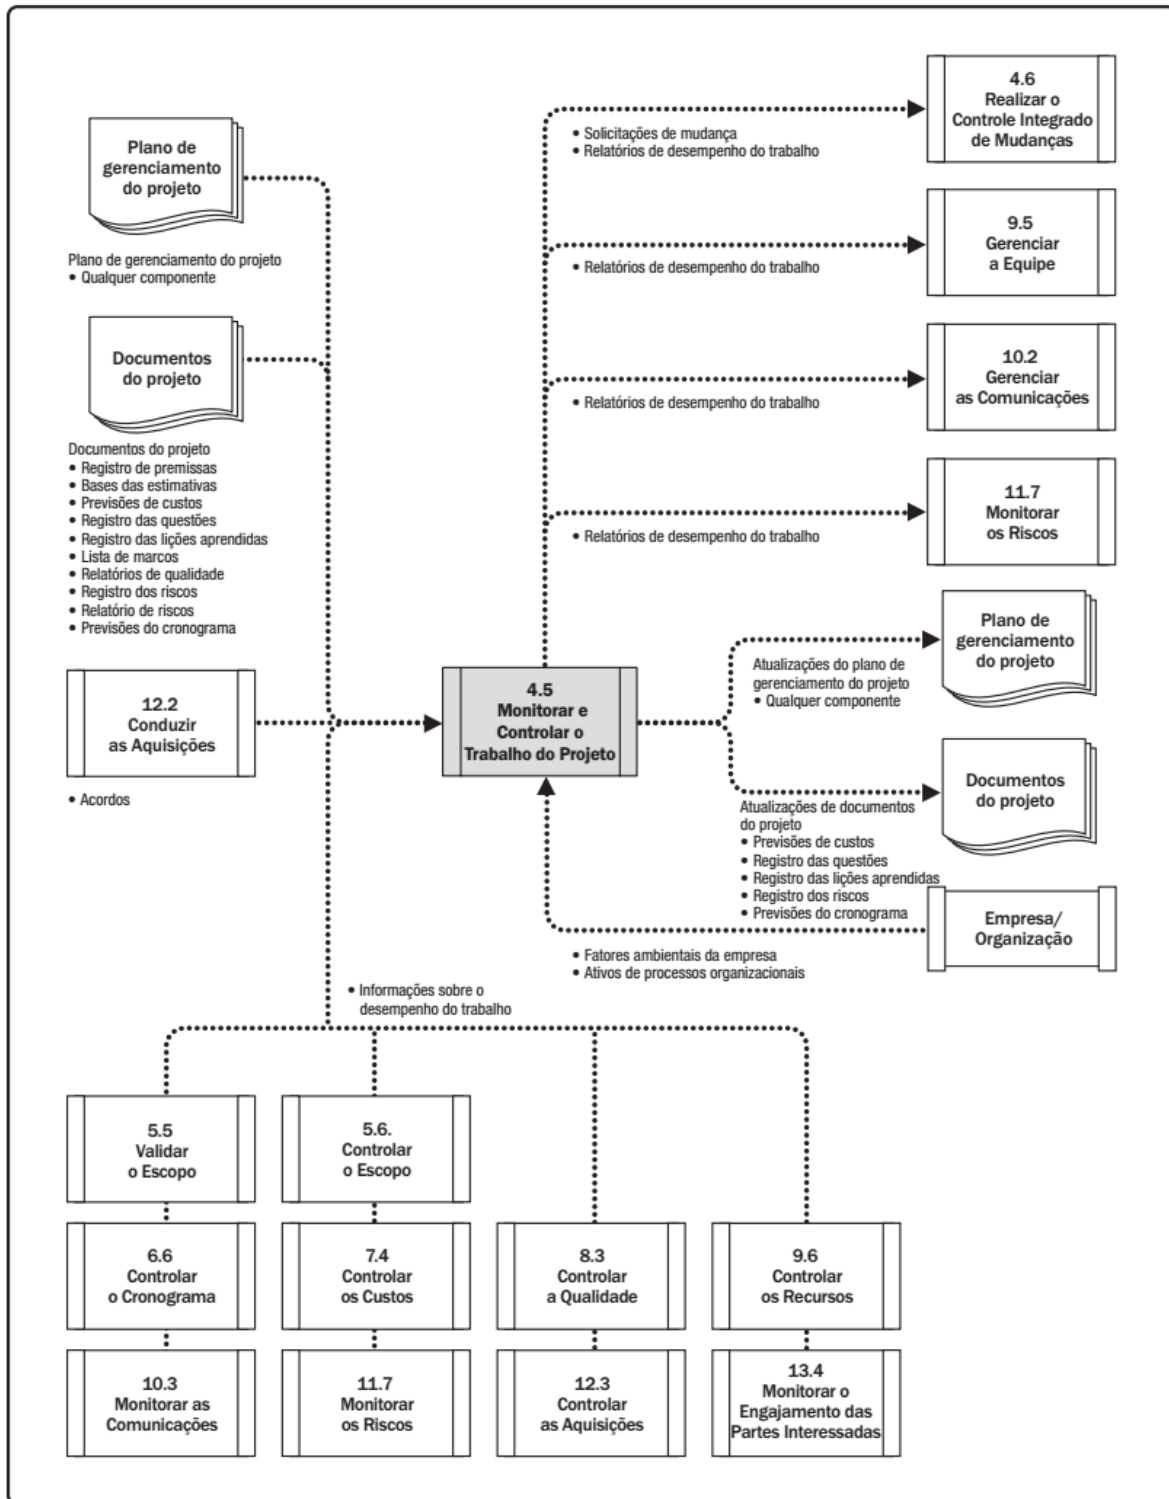 Plano de
gerenciamento
do projeto
Plano de gerenciamento do projeto
• Qualquer componente
Documentos
do projeto
Documentos do projeto
• Registro de premissas
• Bases das estimativas
• Previsões de custos
• Registro das questões
• Registro das lições aprendidas
• Lista de marcos
• Relatórios de qualidade
• Registro dos riscos
• Relatório de riscos
• Previsões do cronograma
12.2
Conduzir
as Aquisições
• Acordos
4.5
Monitorar e
Controlar o
Trabalho do Projeto
• Solicitações de mudança
• Relatórios de desempenho do trabalho
4.6
Realizar o
Controle Integrado
de Mudanças
• Relatórios de desempenho do trabalho
9.5
Gerenciar
a Equipe
• Relatórios de desempenho do trabalho
10.2
Gerenciar
as Comunicações
• Relatórios de desempenho do trabalho
11.7
Monitorar
os Riscos
Atualizações do plano de
gerenciamento do projeto
• Qualquer componente
Plano de
gerenciamento
do projeto
Atualizações de documentos
do projeto
• Previsões de custos
• Registro das questões
• Registro das lições aprendidas
• Registro dos riscos
• Previsões do cronograma
Documentos
do projeto
Empresa/
Organização
• Fatores ambientais da empresa
• Ativos de processos organizacionais
• Informações sobre o
desempenho do trabalho
5.5
Validar
o Escopo
5.6.
Controlar
o Escopo
6.6
Controlar
o Cronograma
7.4
Controlar
os Custos
8.3
Controlar
a Qualidade
9.6
Controlar
os Recursos
10.3
Monitorar as
Comunicações
11.7
Monitorar
os Riscos
12.3
Controlar
as Aquisições
13.4
Monitorar o
Engajamento das
Partes Interessadas